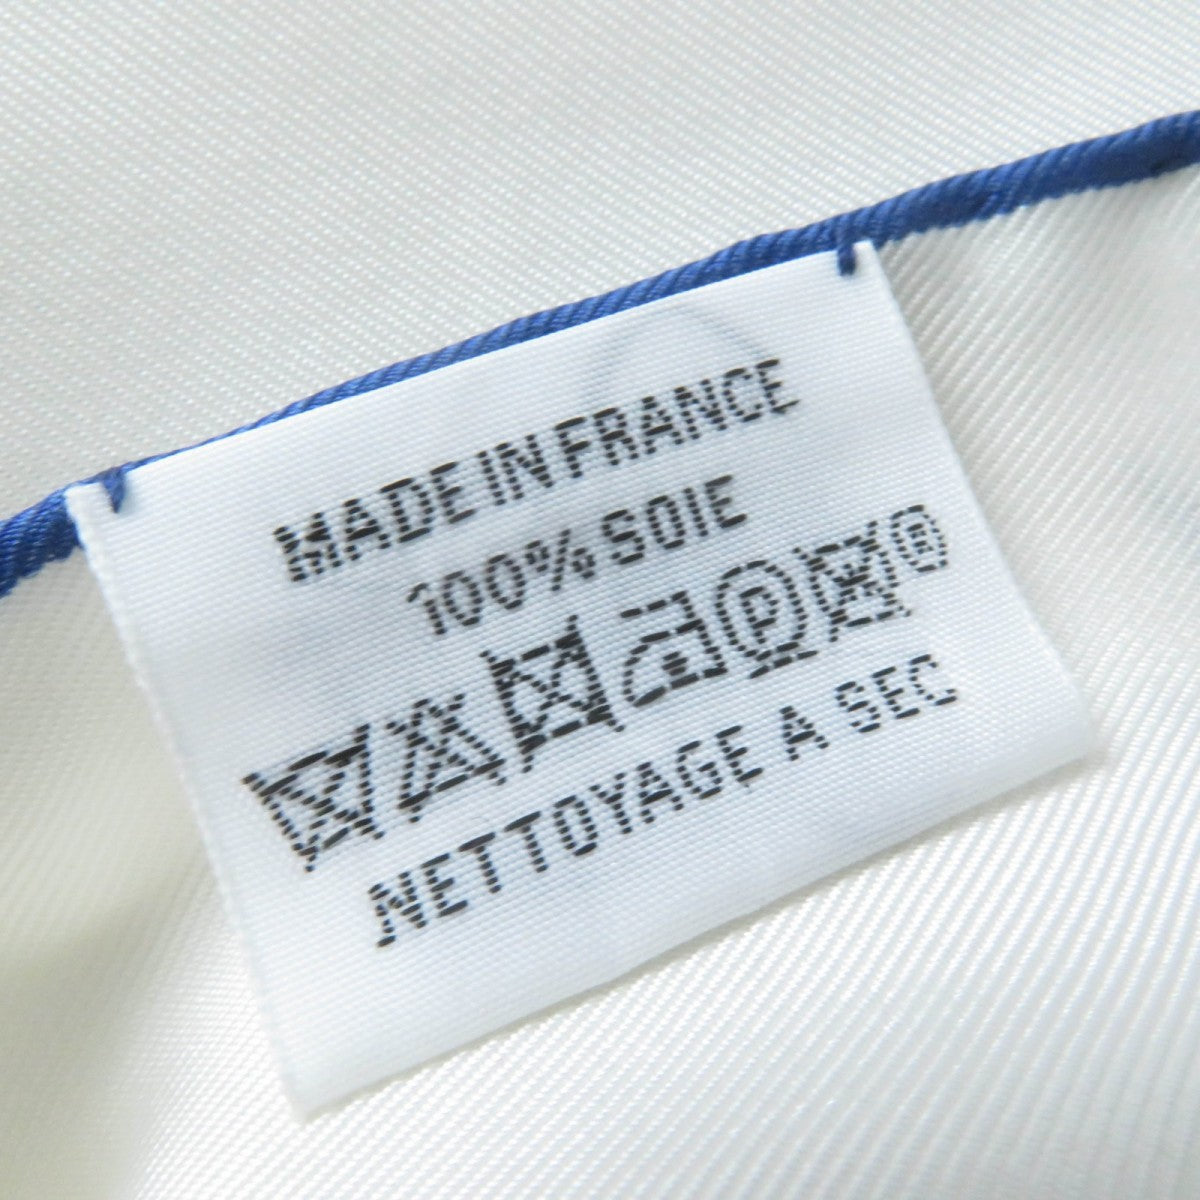 MADE IN FRANCE
100% SOIE
P ®
NETTOYAGE A SEC